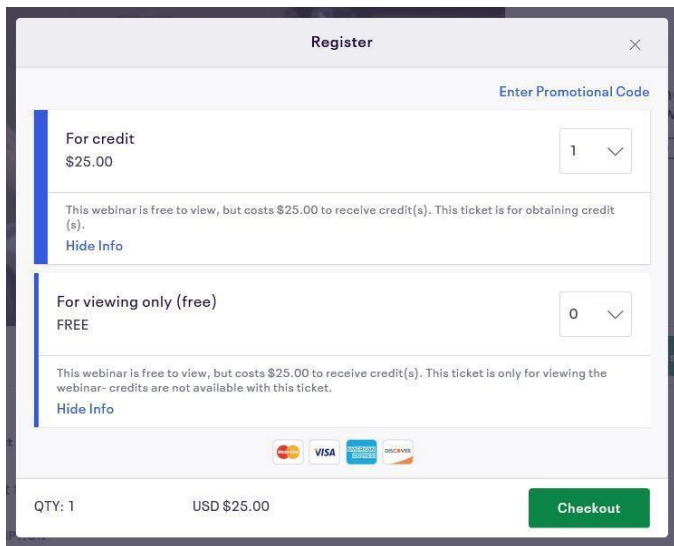 Register
Enter Promotional Code
For credit
$25.00
1
This webinar is free to view, but costs $25.00 to receive credit(s). This ticket is for obtaining credit
(s).
Hide Info
For viewing only (free)
FREE
0
This webinar is free to view, but costs $25.00 to receive credit(s). This ticket is only for viewing the
webinar- credits are not available with this ticket.
Hide Info
VISA
AMERICAN
EXPRESS
DISCOVER
QTY: 1
USD $25.00
Checkout